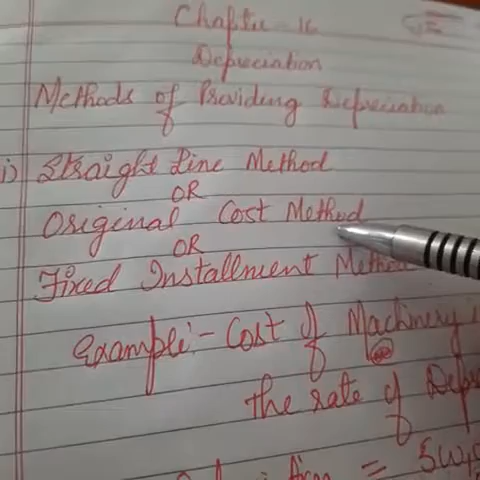 Chapter 16
Depreciation
Methods of Providing Depreciation
i) Straight Line Method
OR
Original Cost Method
OR
Fixed Installment Method
Example:- Cost of Machinery
the rate of Dep
=